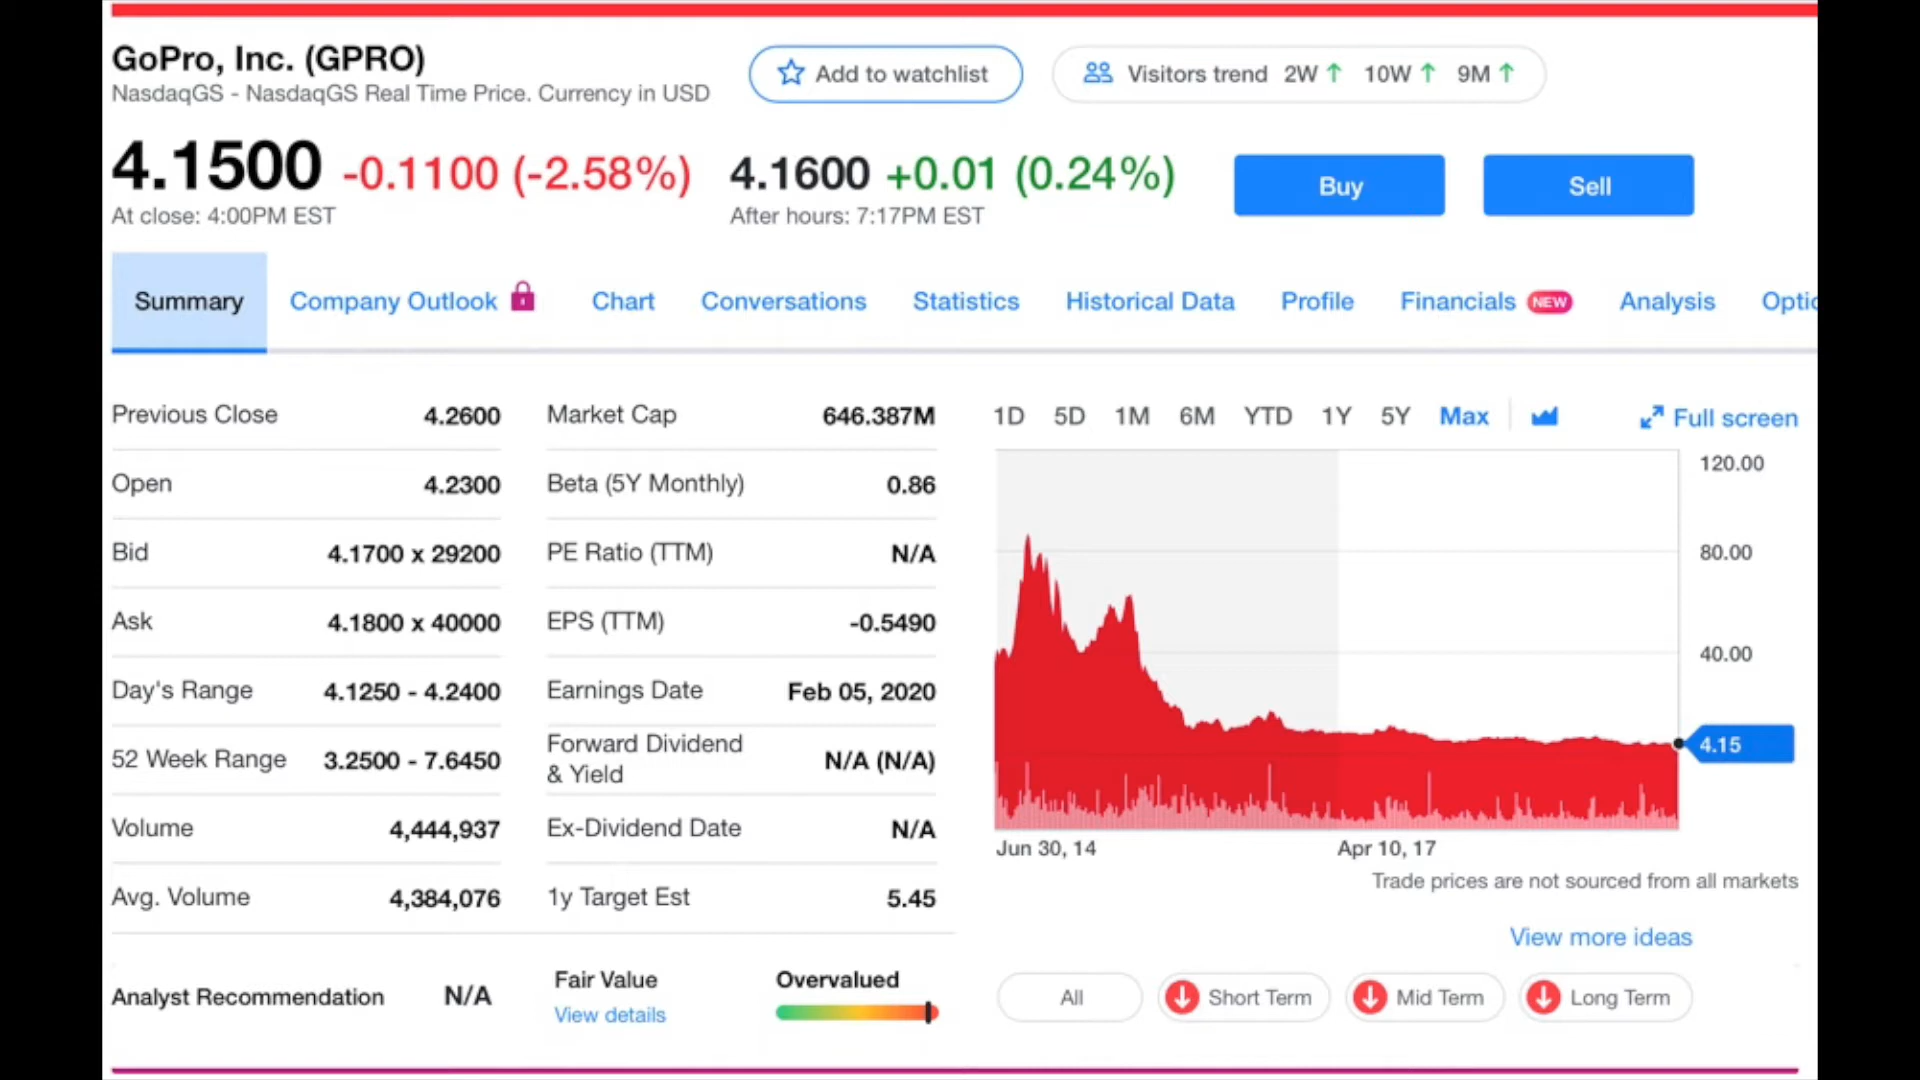 GoPro, Inc. (GPRO)
NasdaqGS - NasdaqGS Real Time Price. Currency in USD
Add to watchlist
Visitors trend 2W 10W 9M
4.1500 -0.1100 (-2.58%)
At close: 4:00PM EST
4.1600 +0.01 (0.24%)
After hours: 7:17PM EST
Buy
Sell
Summary
Company Outlook
Chart
Conversations
Statistics
Historical Data
Profile
Financials NEW
Analysis
Optio
Previous Close 4.2600
Open 4.2300
Bid 4.1700 x 29200
Ask 4.1800 x 40000
Day's Range 4.1250 - 4.2400
52 Week Range 3.2500 - 7.6450
Volume 4,444,937
Avg. Volume 4,384,076
Market Cap 646.387M
Beta (5Y Monthly) 0.86
PE Ratio (TTM) N/A
EPS (TTM) -0.5490
Earnings Date Feb 05, 2020
Forward Dividend
& Yield N/A (N/A)
Ex-Dividend Date N/A
1y Target Est 5.45
1D 5D 1M 6M YTD 1Y 5Y Max
Full screen
120.00
80.00
40.00
4.15
Jun 30, 14
Apr 10, 17
Trade prices are not sourced from all markets
View more ideas
Analyst Recommendation N/A
Fair Value
View details
Overvalued
All
Short Term
Mid Term
Long Term